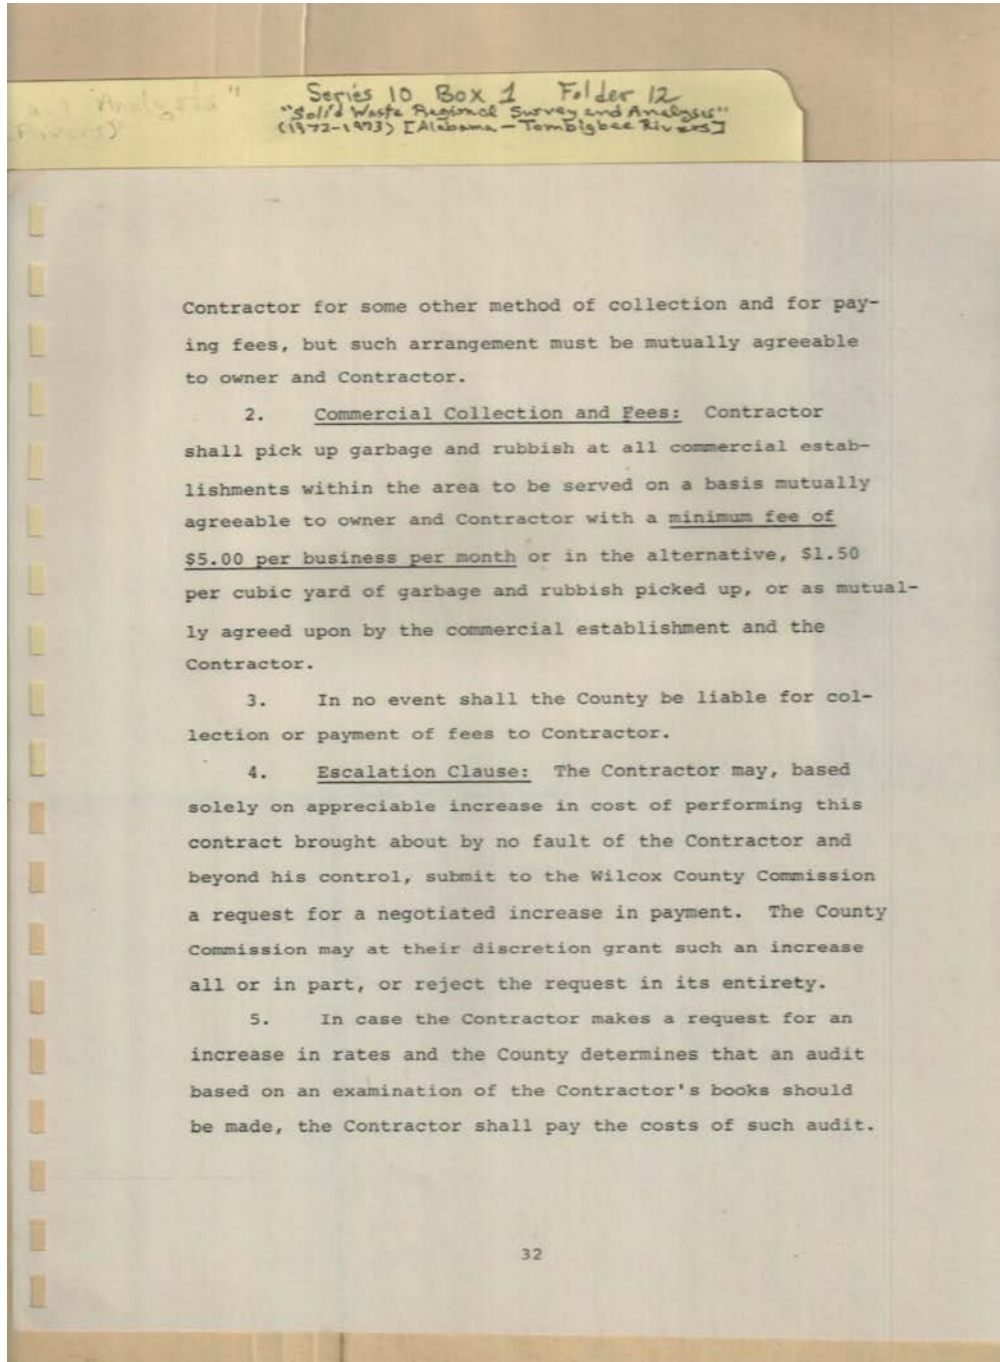 and Analysis"
Rivers)
Series 10 Box 1 Folder 12
"Solid Waste Regional Survey and Analysis"
(1972-1973) [Alabama - Tombigbee Rivers]
Contractor for some other method of collection and for pay-
ing fees, but such arrangement must be mutually agreeable
to owner and Contractor.
2. Commercial Collection and Fees: Contractor
shall pick up garbage and rubbish at all commercial estab-
lishments within the area to be served on a basis mutually
agreeable to owner and Contractor with a minimum fee of
$5.00 per business per month or in the alternative, $1.50
per cubic yard of garbage and rubbish picked up, or as mutual-
ly agreed upon by the commercial establishment and the
Contractor.
3. In no event shall the County be liable for col-
lection or payment of fees to Contractor.
4. Escalation Clause: The Contractor may, based
solely on appreciable increase in cost of performing this
contract brought about by no fault of the Contractor and
beyond his control, submit to the Wilcox County Commission
a request for a negotiated increase in payment. The County
Commission may at their discretion grant such an increase
all or in part, or reject the request in its entirety.
5. In case the Contractor makes a request for an
increase in rates and the County determines that an audit
based on an examination of the Contractor's books should
be made, the Contractor shall pay the costs of such audit.
32